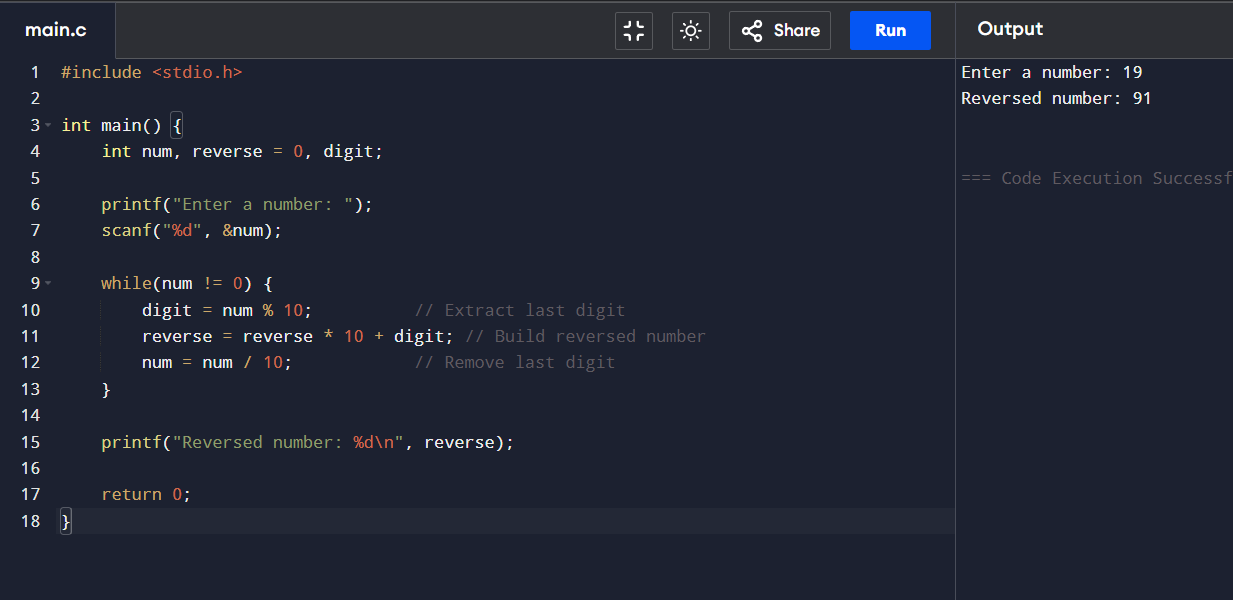 main.c
Share
Run
Output
1 #include <stdio.h>
2
3 int main() {
4     int num, reverse = 0, digit;
5
6     printf("Enter a number: ");
7     scanf("%d", &num);
8
9     while(num != 0) {
10         digit = num % 10;          // Extract last digit
11         reverse = reverse * 10 + digit; // Build reversed number
12         num = num / 10;            // Remove last digit
13     }
14
15     printf("Reversed number: %d\n", reverse);
16
17     return 0;
18 }
Enter a number: 19
Reversed number: 91
=== Code Execution Successf